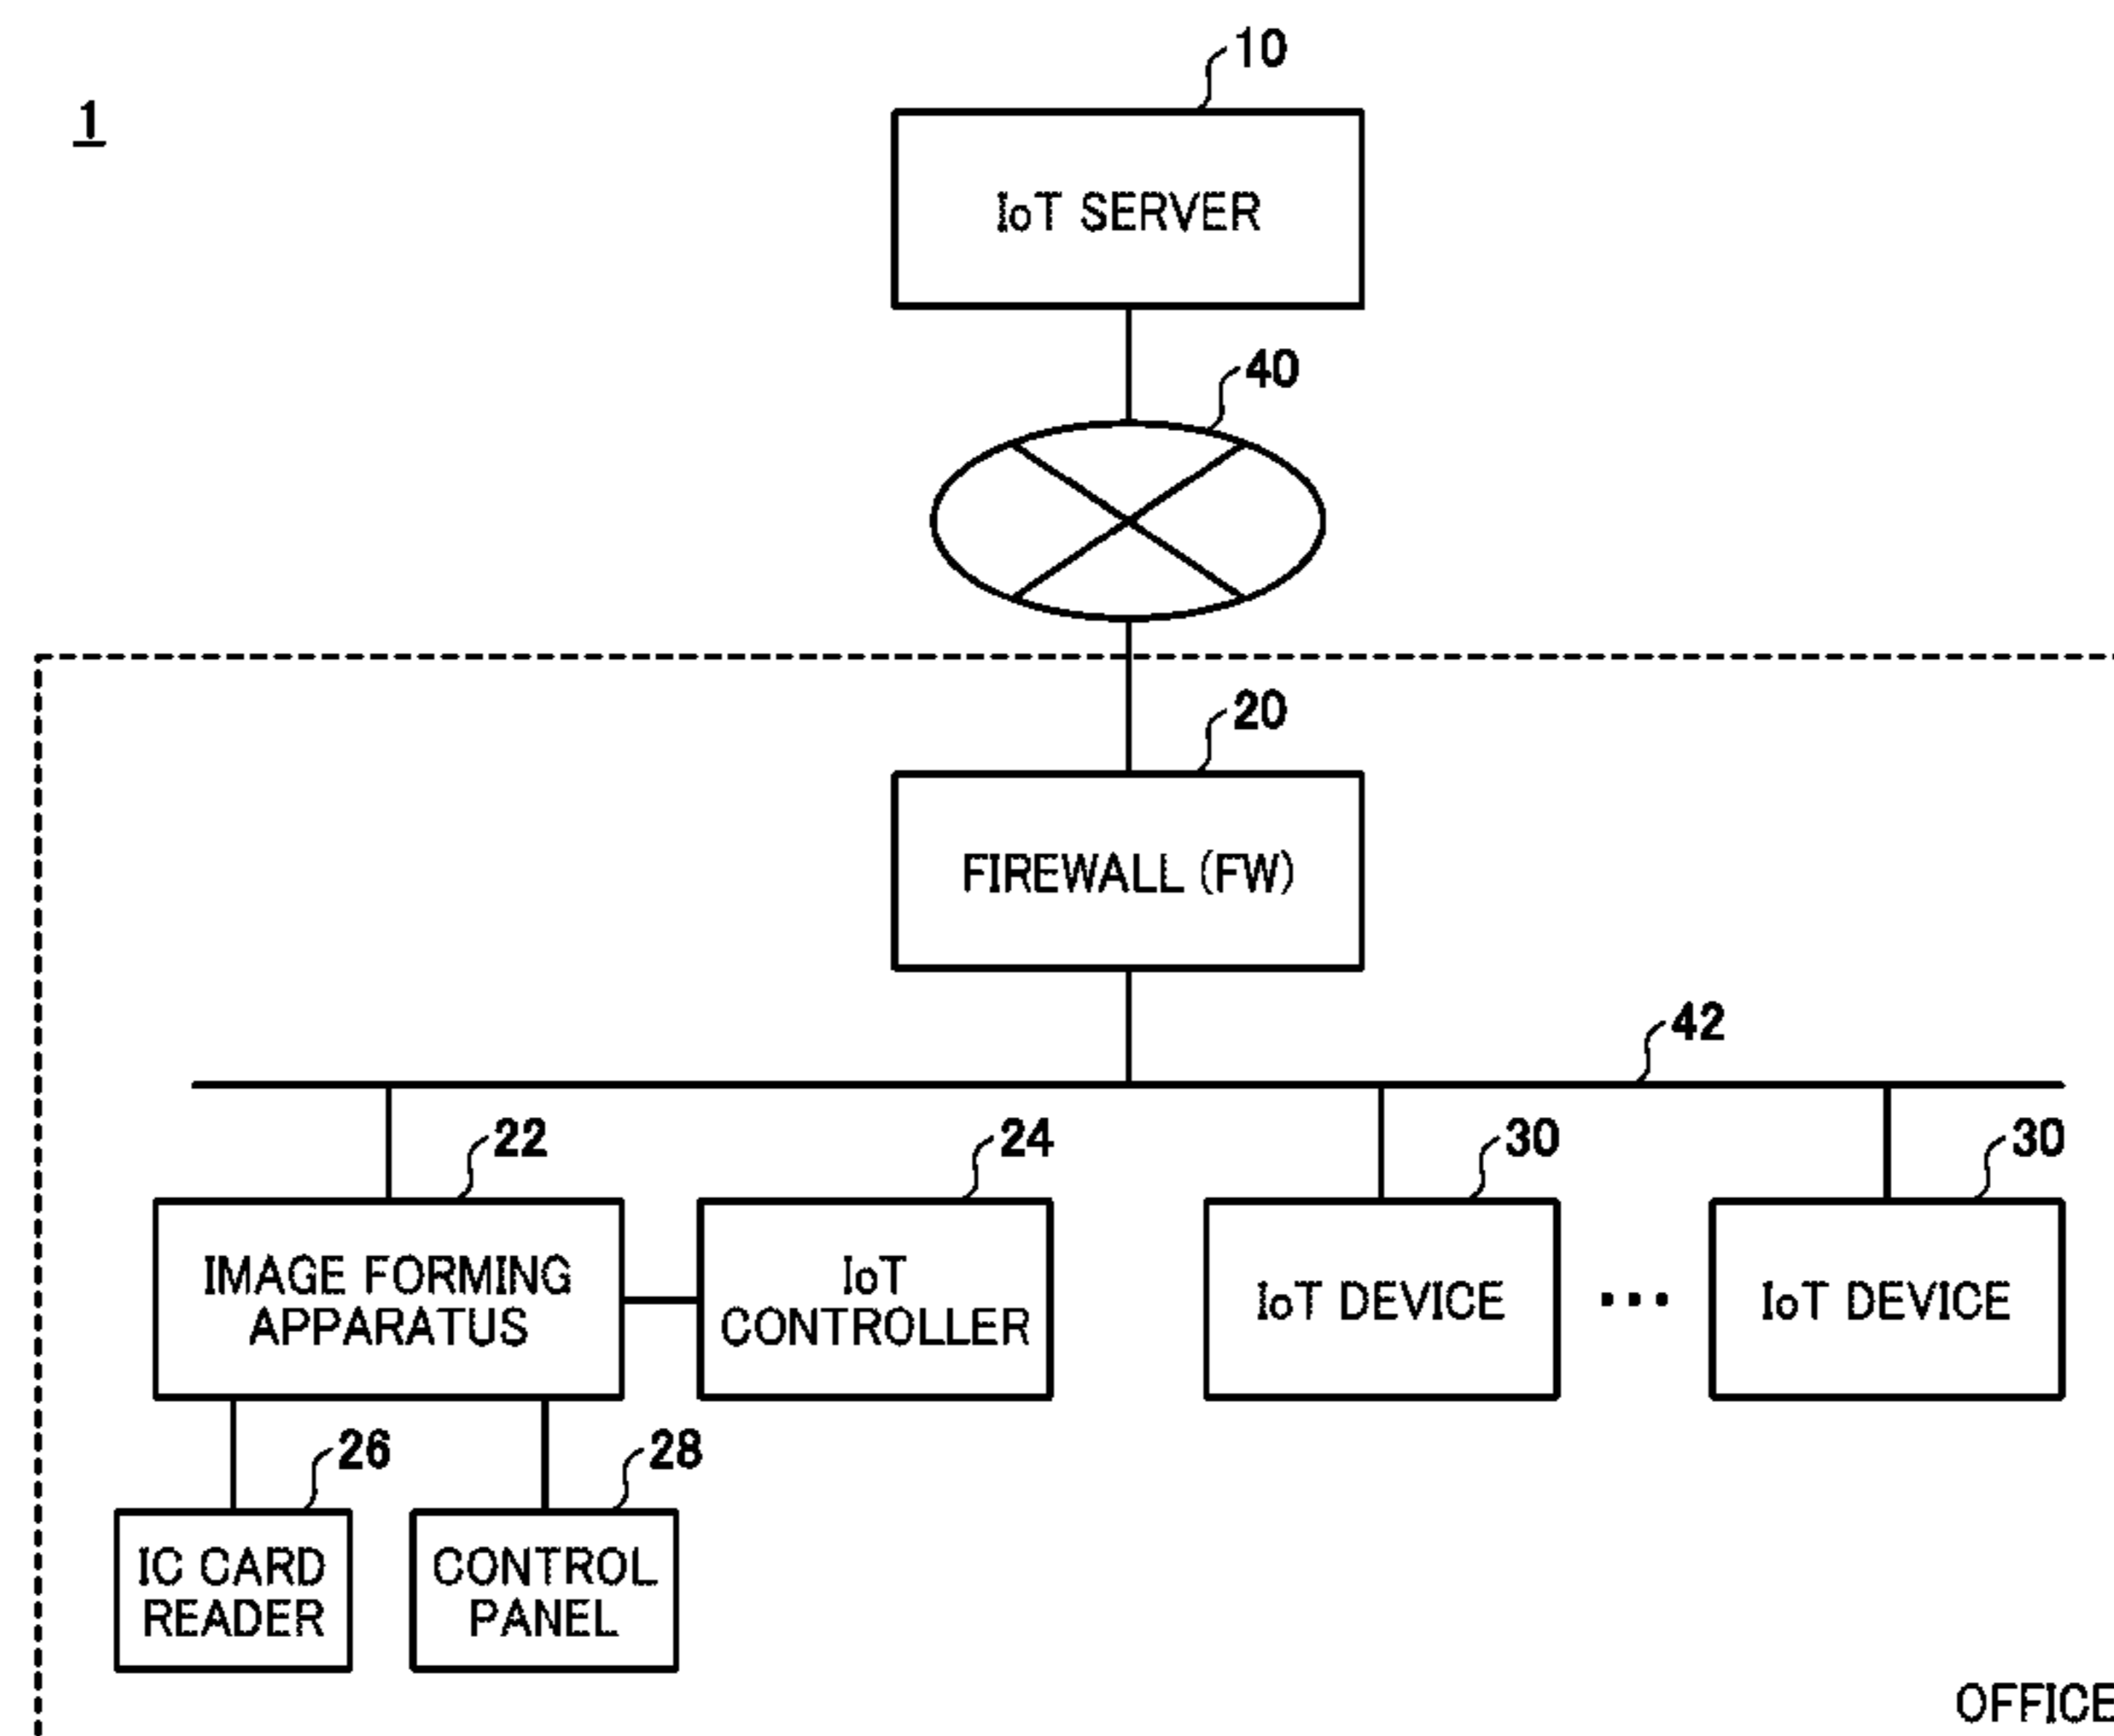 10
1
IoT SERVER
40
20
FIREWALL (FW)
42
22
24
30
30
IMAGE FORMING
APPARATUS
IoT
CONTROLLER
IoT DEVICE
...
IoT DEVICE
26
28
IC CARD
READER
CONTROL
PANEL
OFFICE